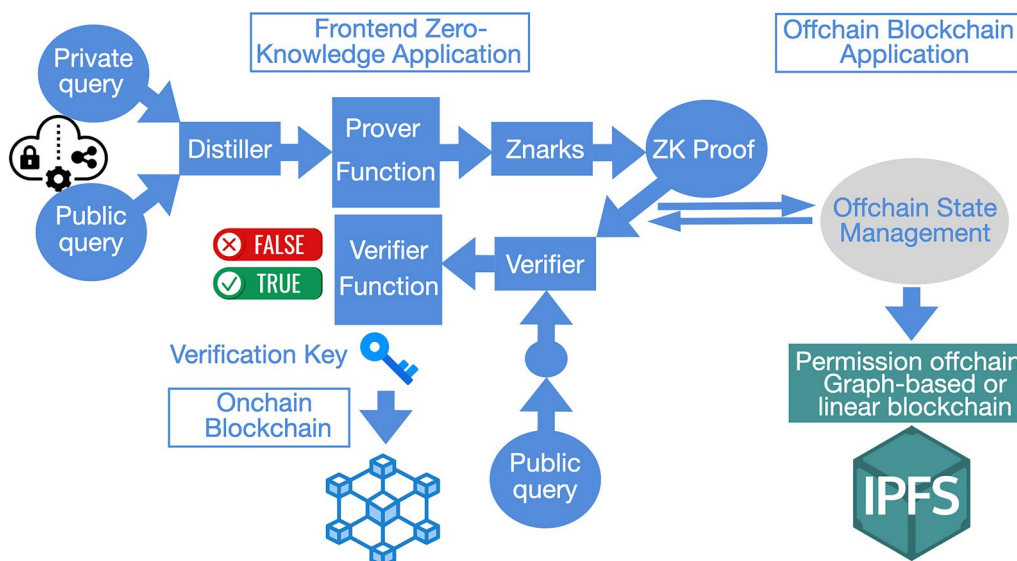 Frontend Zero-
Knowledge Application
Offchain Blockchain
Application
Private
query
Distiller
Prover
Function
Znarks
ZK Proof
Public
query
FALSE
TRUE
Verifier
Function
Verifier
Offchain State
Management
Verification Key
Onchain
Blockchain
Public
query
Permission offchain
Graph-based or
linear blockchain
IPFS